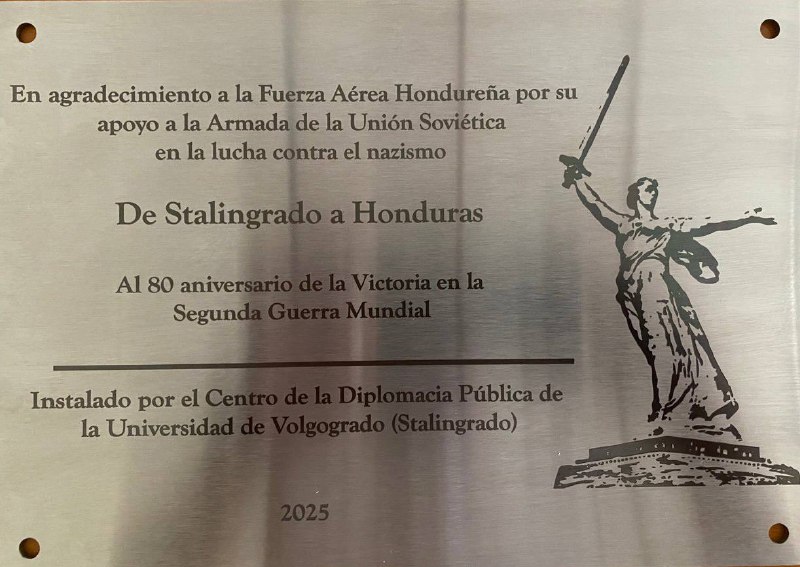 En agradecimiento a la Fuerza Aérea Hondureña por su
apoyo a la Armada de la Unión Soviética
en la lucha contra el nazismo
De Stalingrado a Honduras
Al 80 aniversario de la Victoria en la
Segunda Guerra Mundial
Instalado por el Centro de la Diplomacia Pública de
la Universidad de Volgogrado (Stalingrado)
2025